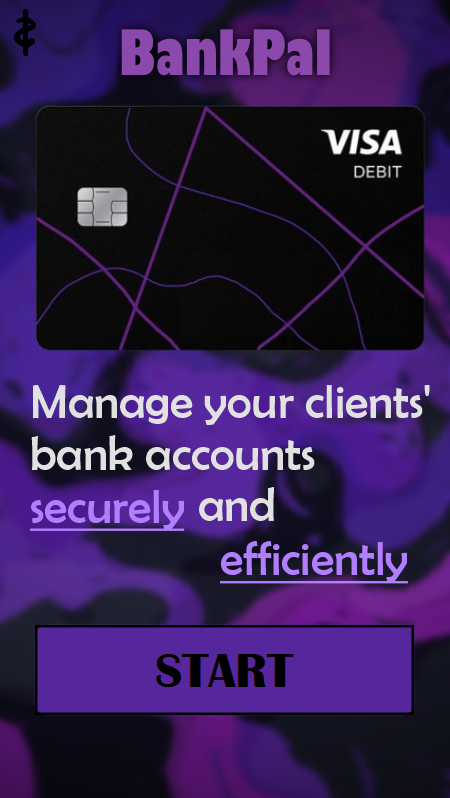 BankPal
VISA
DEBIT
Manage your clients'
bank accounts
securely and
efficiently
START